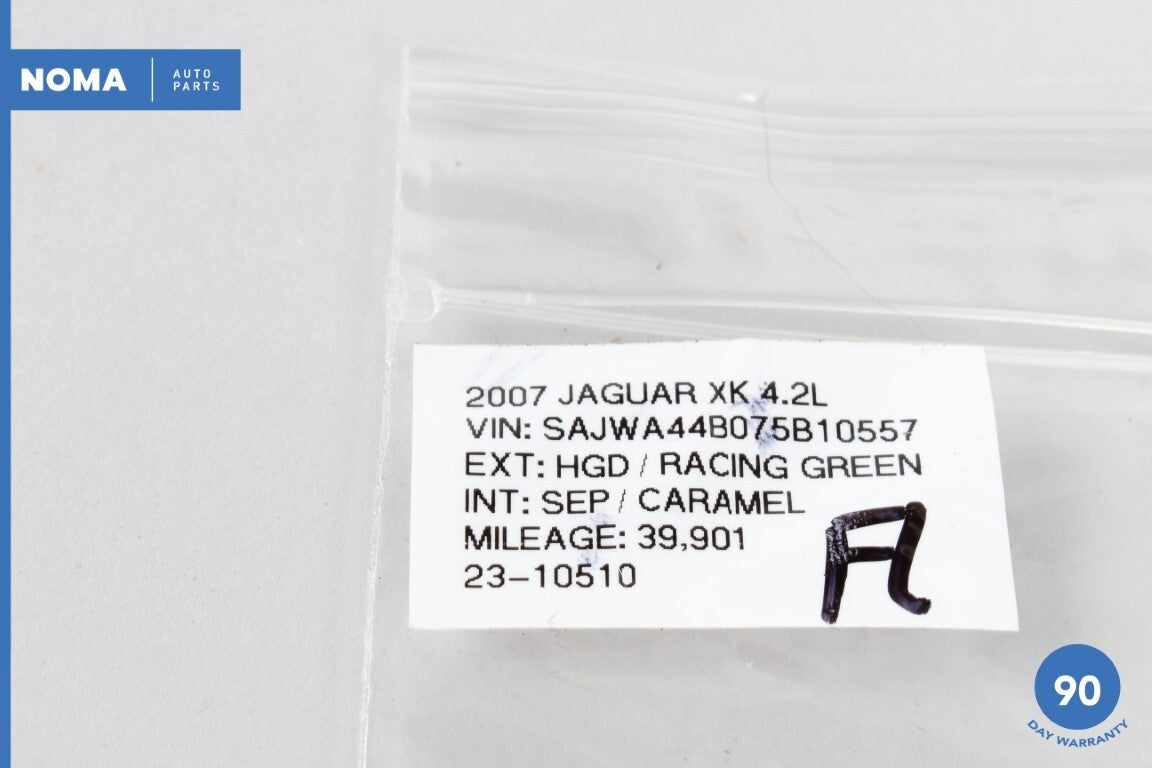 NOMA
AUTO
PARTS
2007 JAGUAR XK 4.2L
VIN: SAJWA44B075B10557
EXT: HGD / RACING GREEN
INT: SEP / CARAMEL
MILEAGE: 39,901
23-10510
A
90
DAY WARRANTY